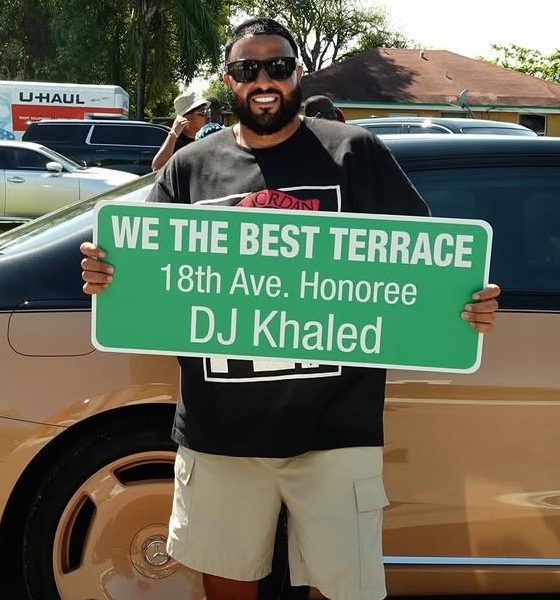 U-HAUL
JORDAN
WE THE BEST TERRACE
18th Ave. Honoree
DJ Khaled